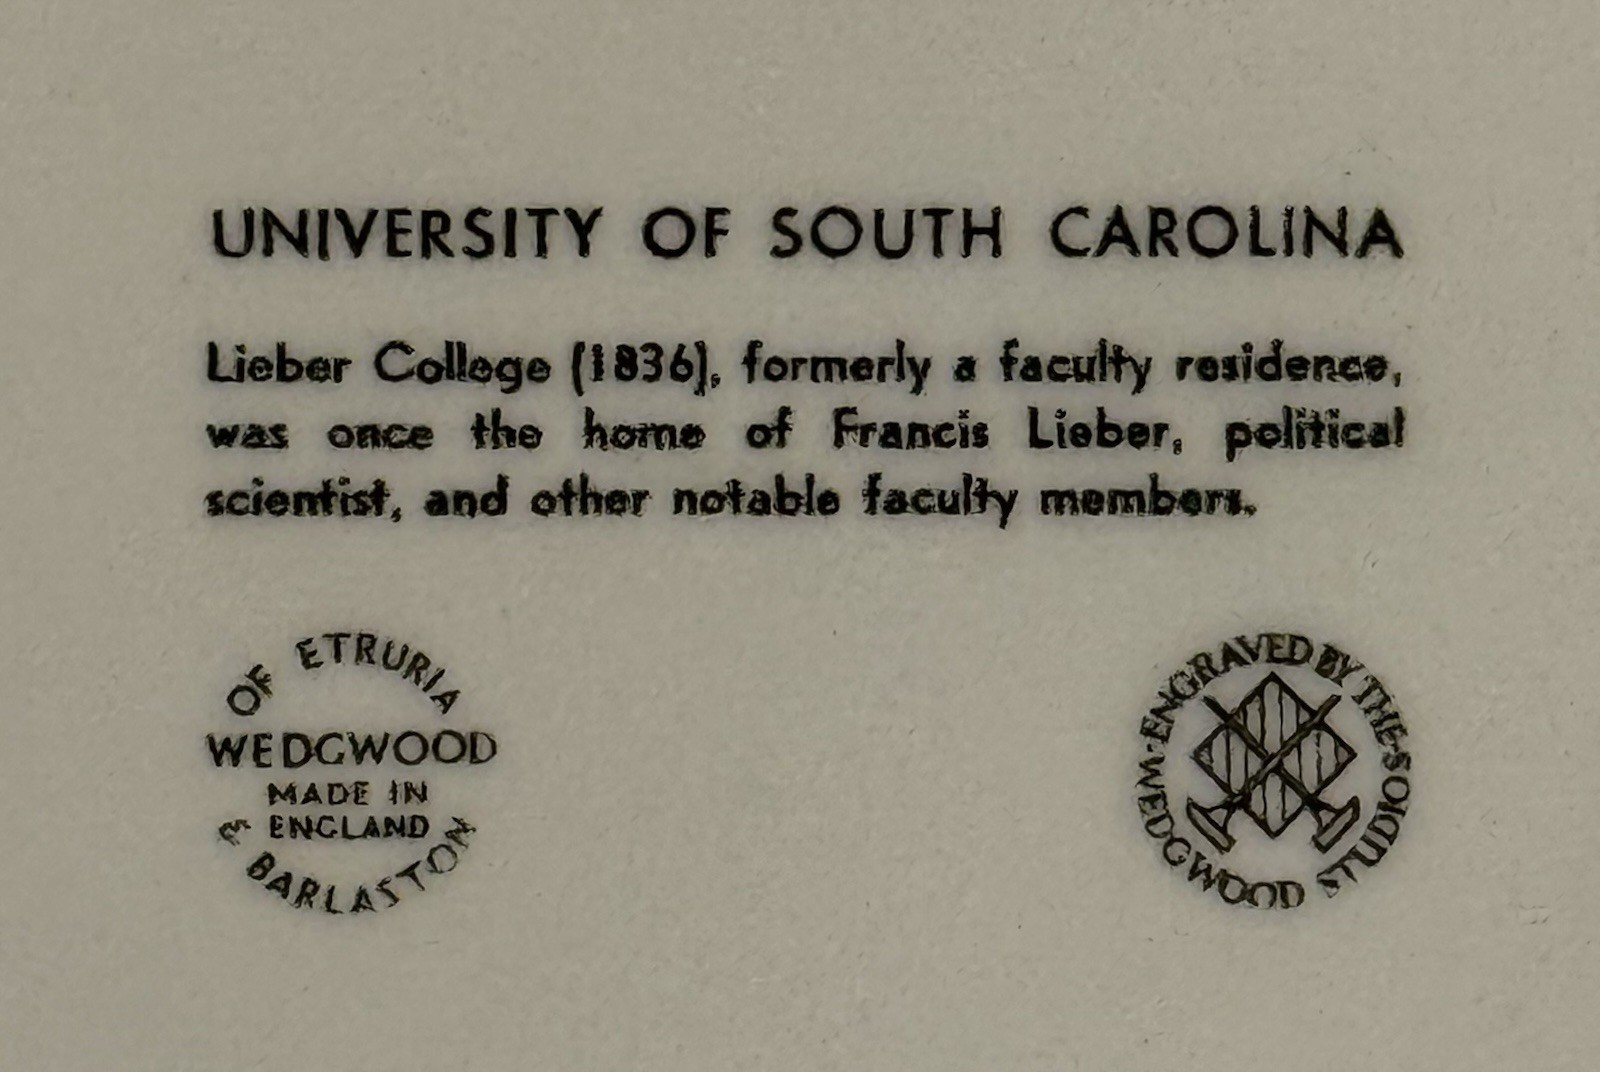 UNIVERSITY OF SOUTH CAROLINA
Lieber College (1836), formerly a faculty residence,
was once the home of Francis Lieber, political
scientist, and other notable faculty members.
OF ETRURIA
WEDGWOOD
MADE IN
ENGLAND
& BARLASTON
ENGRAVED BY THE STUDIOS WEDGWOOD